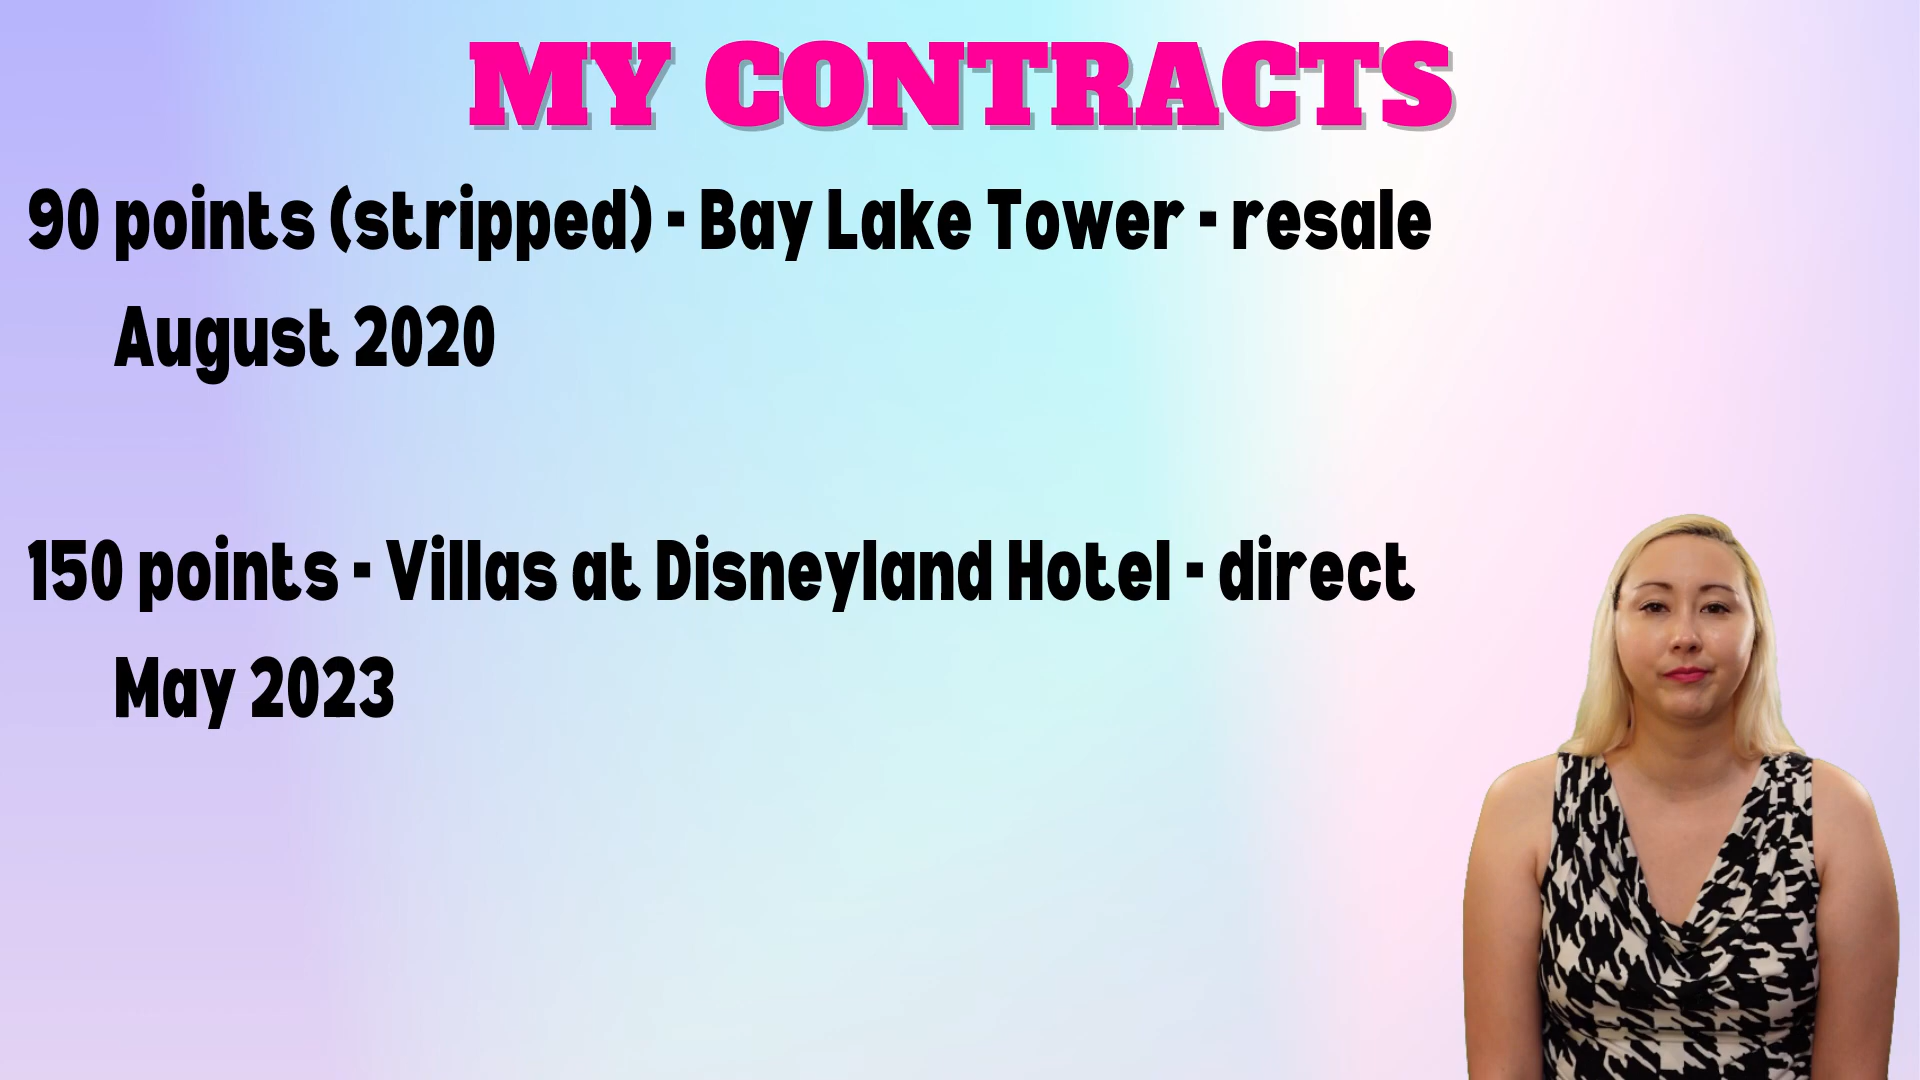 MY CONTRACTS
90 points (stripped) - Bay Lake Tower - resale
August 2020
150 points - Villas at Disneyland Hotel - direct
May 2023